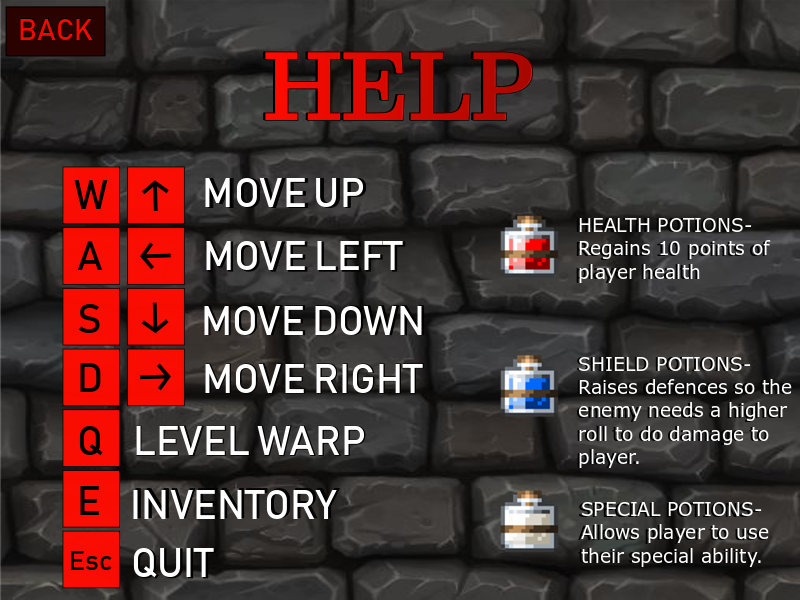 BACK
HELP
W ↑ MOVE UP
A ← MOVE LEFT
S ↓ MOVE DOWN
D → MOVE RIGHT
Q LEVEL WARP
E INVENTORY
Esc QUIT
HEALTH POTIONS-
Regains 10 points of
player health
SHIELD POTIONS-
Raises defences so the
enemy needs a higher
roll to do damage to
player.
SPECIAL POTIONS-
Allows player to use
their special ability.